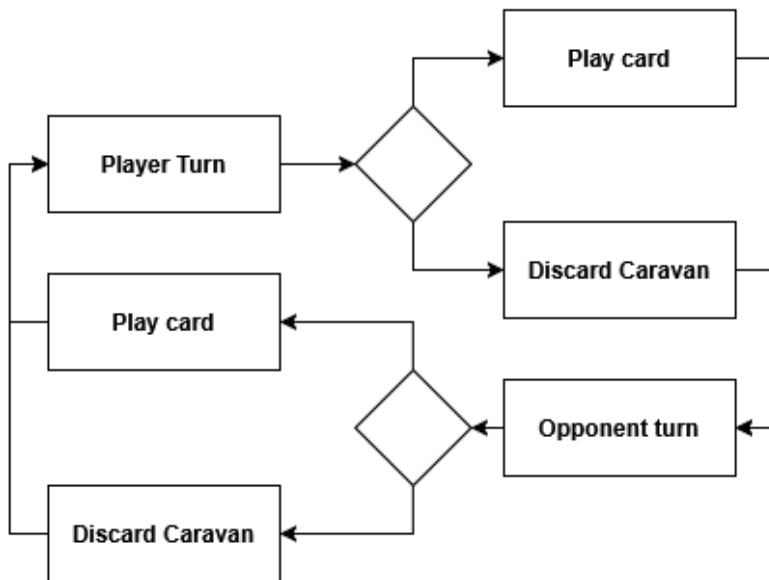 Play card
Player Turn
Discard Caravan
Play card
Opponent turn
Discard Caravan